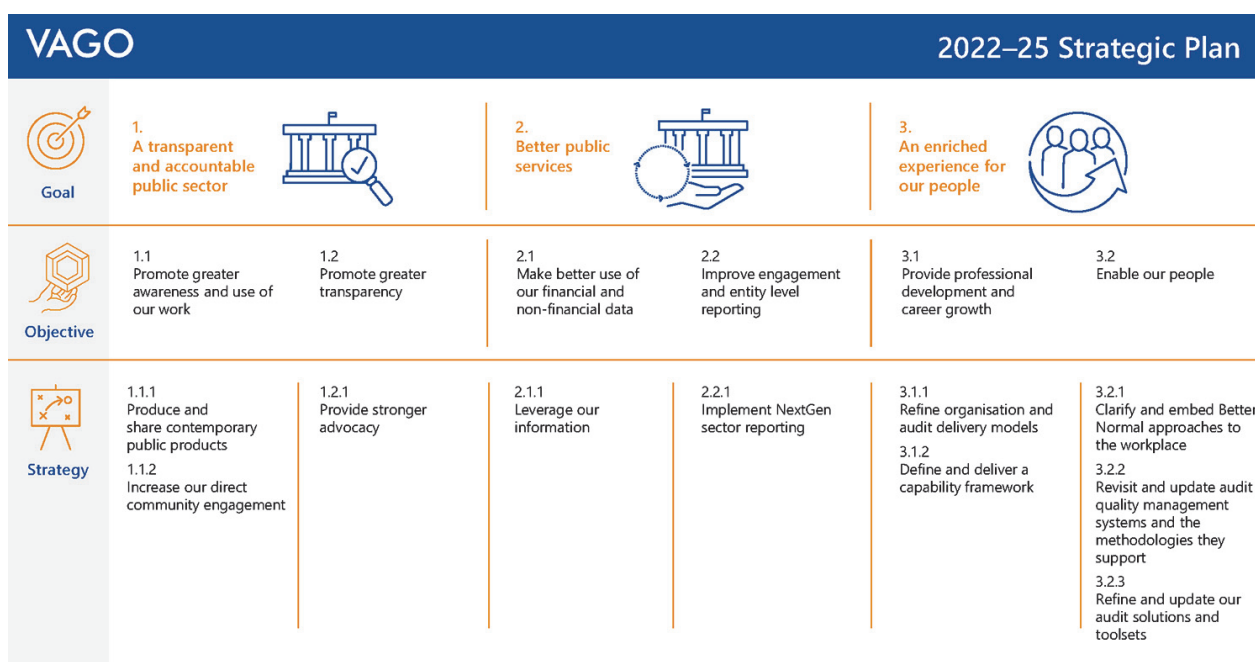 VAGO
2022–25 Strategic Plan
Goal
1.
A transparent
and accountable
public sector
2.
Better public
services
3.
An enriched
experience for
our people
Objective
1.1
Promote greater
awareness and use of
our work
1.2
Promote greater
transparency
2.1
Make better use of
our financial and
non-financial data
2.2
Improve engagement
and entity level
reporting
3.1
Provide professional
development and
career growth
3.2
Enable our people
Strategy
1.1.1
Produce and
share contemporary
public products
1.1.2
Increase our direct
community engagement
1.2.1
Provide stronger
advocacy
2.1.1
Leverage our
information
2.2.1
Implement NextGen
sector reporting
3.1.1
Refine organisation and
audit delivery models
3.1.2
Define and deliver a
capability framework
3.2.1
Clarify and embed Better
Normal approaches to
the workplace
3.2.2
Revisit and update audit
quality management
systems and the
methodologies they
support
3.2.3
Refine and update our
audit solutions and
toolsets